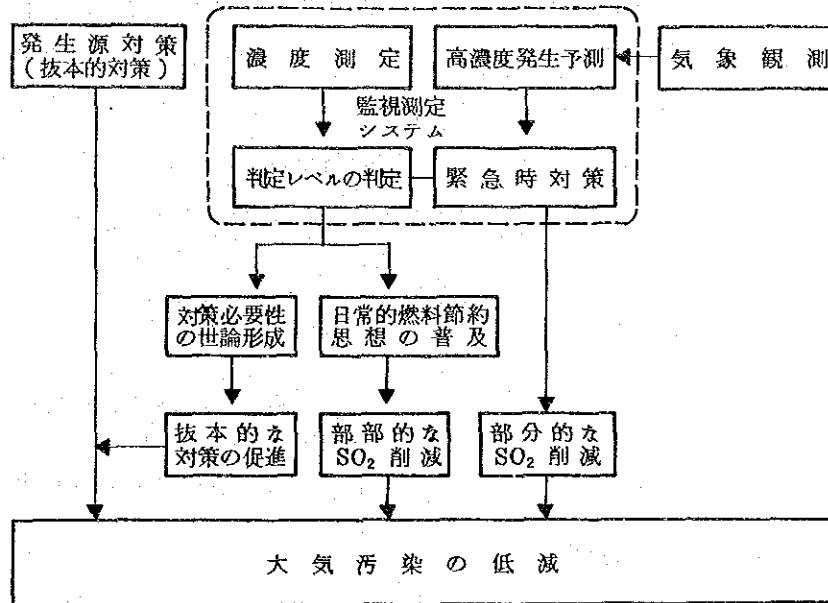 発生源対策
(抜本的対策)
濃度測定
高濃度発生予測
気象観測
監視測定
システム
判定レベルの判定
緊急時対策
対策必要性
の世論形成
日常的燃料節約
思想の普及
抜本的な
対策の促進
部部的な
SO₂削減
部分的な
SO₂削減
大気汚染の低減